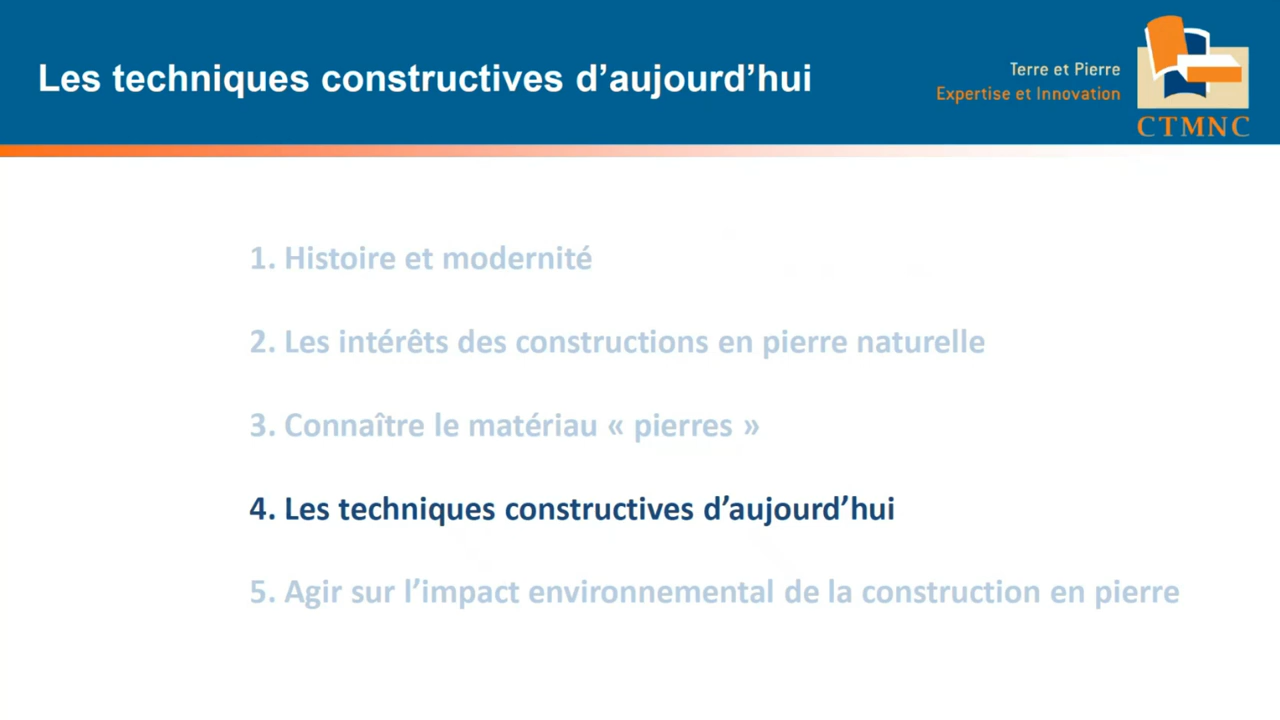 Les techniques constructives d’aujourd’hui
Terre et Pierre
Expertise et Innovation
CTMNC
1. Histoire et modernité
2. Les intérêts des constructions en pierre naturelle
3. Connaître le matériau « pierres »
4. Les techniques constructives d’aujourd’hui
5. Agir sur l’impact environnemental de la construction en pierre